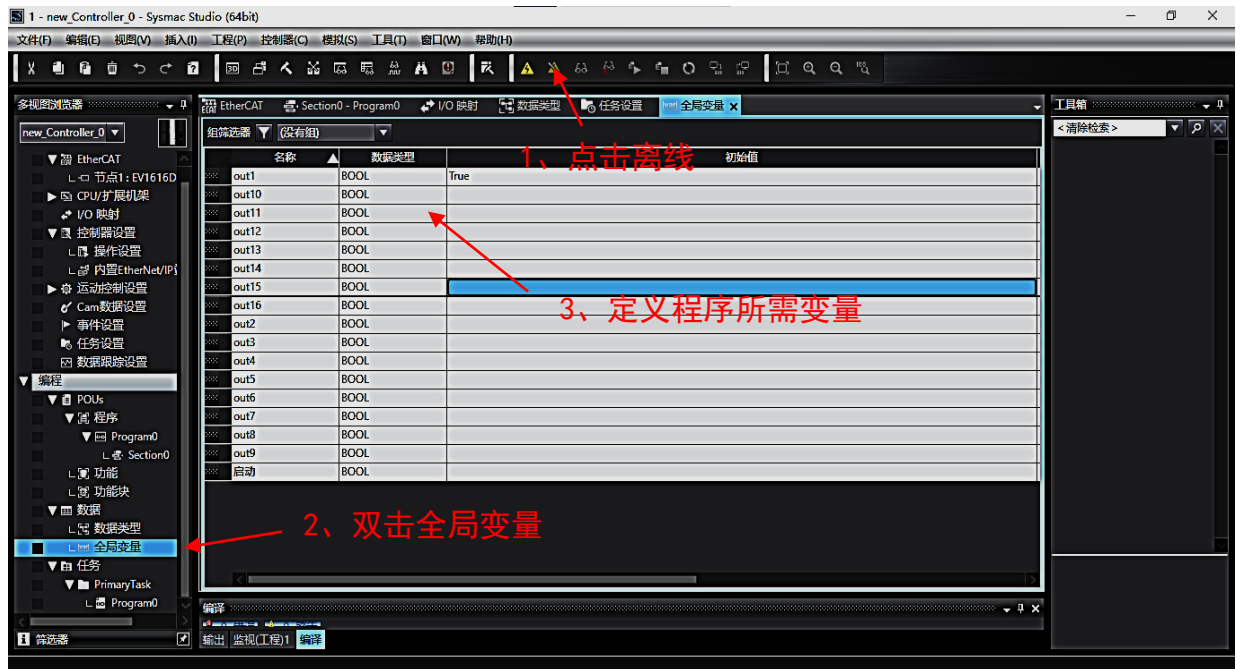 1 - new_Controller_0 - Sysmac Studio (64bit)
文件(F) 编辑(E) 视图(V) 插入(I) 工程(P) 控制器(C) 模拟(S) 工具(T) 窗口(W) 帮助(H)
多视图浏览器
new_Controller_0
EtherCAT
节点1 : EV1616D
CPU/扩展机架
I/O 映射
控制器设置
操作设置
内置EtherNet/IP
运动控制设置
Cam数据设置
事件设置
任务设置
数据跟踪设置
编程
POUs
程序
Program0
Section0
功能
功能块
数据
数据类型
全局变量
任务
PrimaryTask
Program0
筛选器
EtherCAT Section0 - Program0 I/O 映射 数据类型 任务设置 全局变量
组筛选器 (没有组)
名称 数据类型 初始值
out1 BOOL True
out10 BOOL
out11 BOOL
out12 BOOL
out13 BOOL
out14 BOOL
out15 BOOL
out16 BOOL
out2 BOOL
out3 BOOL
out4 BOOL
out5 BOOL
out6 BOOL
out7 BOOL
out8 BOOL
out9 BOOL
启动 BOOL
1、点击离线
3、定义程序所需变量
2、双击全局变量
编译
输出 监视(工程)1 编译
工具箱
<清除检索>